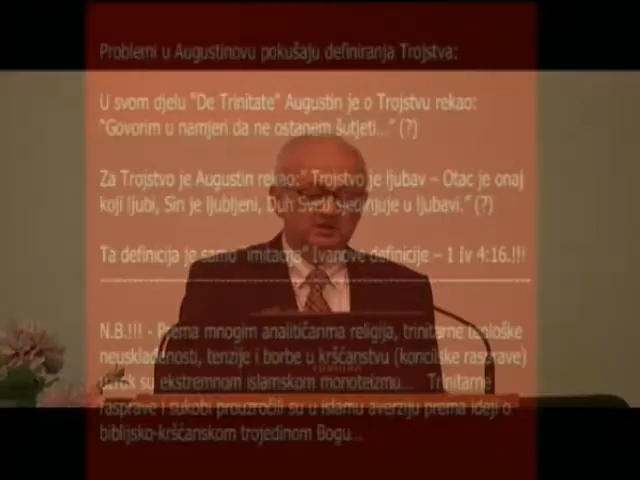 Problemi u Augustinovu pokušaju definiranja Trojstva:
U svom djelu "De Trinitate" Augustin je o Trojstvu rekao:
"Govorim u namjeri da ne ostanem šutjeti..." (?)
Za Trojstvo je Augustin rekao:" Trojstvo je ljubav – Otac je onaj
koji ljubi, Sin je ljubljeni, Duh Sveti sjedinjuje u ljubavi." (?)
Ta definicija je samo "imitacija" Ivanove definicije – 1 Iv 4:16.!!!
N.B.!!! - Prema mnogim analitičarima religija, trinitarne teološke
neusklađenosti, tenzije i borbe u kršćanstvu (koncilske rasprave)
uzrok su ekstremnom islamskom monoteizmu... Trinitarne
rasprave i sukobi prouzročili su u islamu averziju prema ideji o
biblijsko-kršćanskom trojedinom Bogu...
TOSHIBA